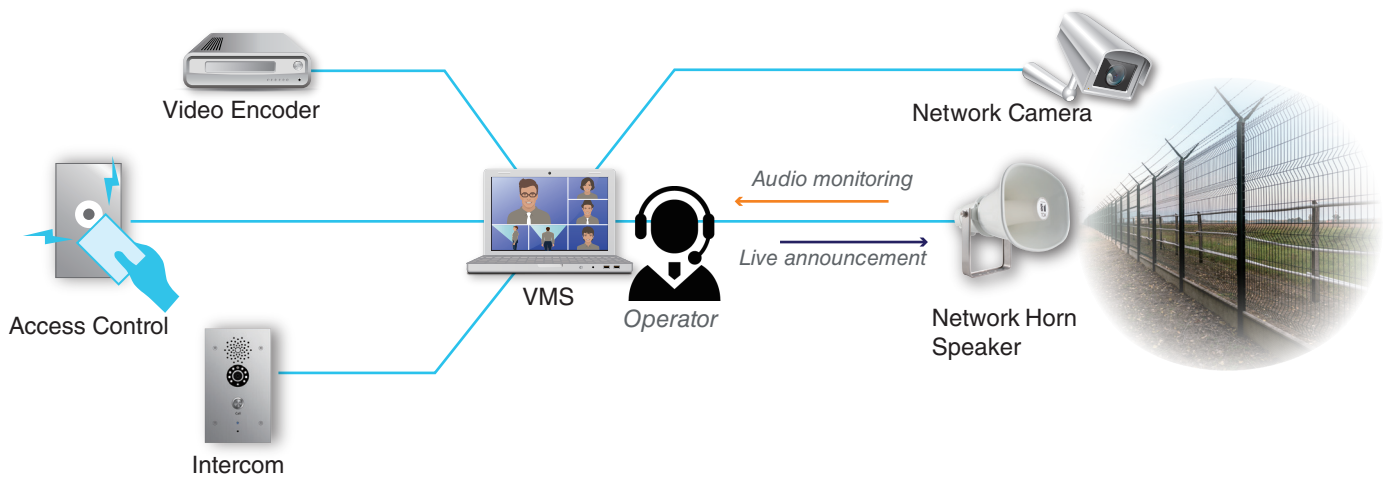 Video Encoder
Network Camera
Audio monitoring
Live announcement
VMS
Operator
Access Control
Network Horn
Speaker
Intercom